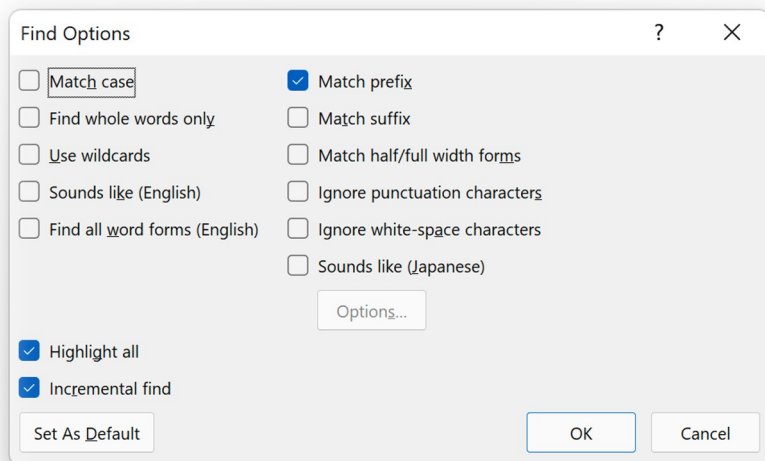 Find Options
?
Match case
Find whole words only
Use wildcards
Sounds like (English)
Find all word forms (English)
Match prefix
Match suffix
Match half/full width forms
Ignore punctuation characters
Ignore white-space characters
Sounds like (Japanese)
Options...
Highlight all
Incremental find
Set As Default
OK
Cancel